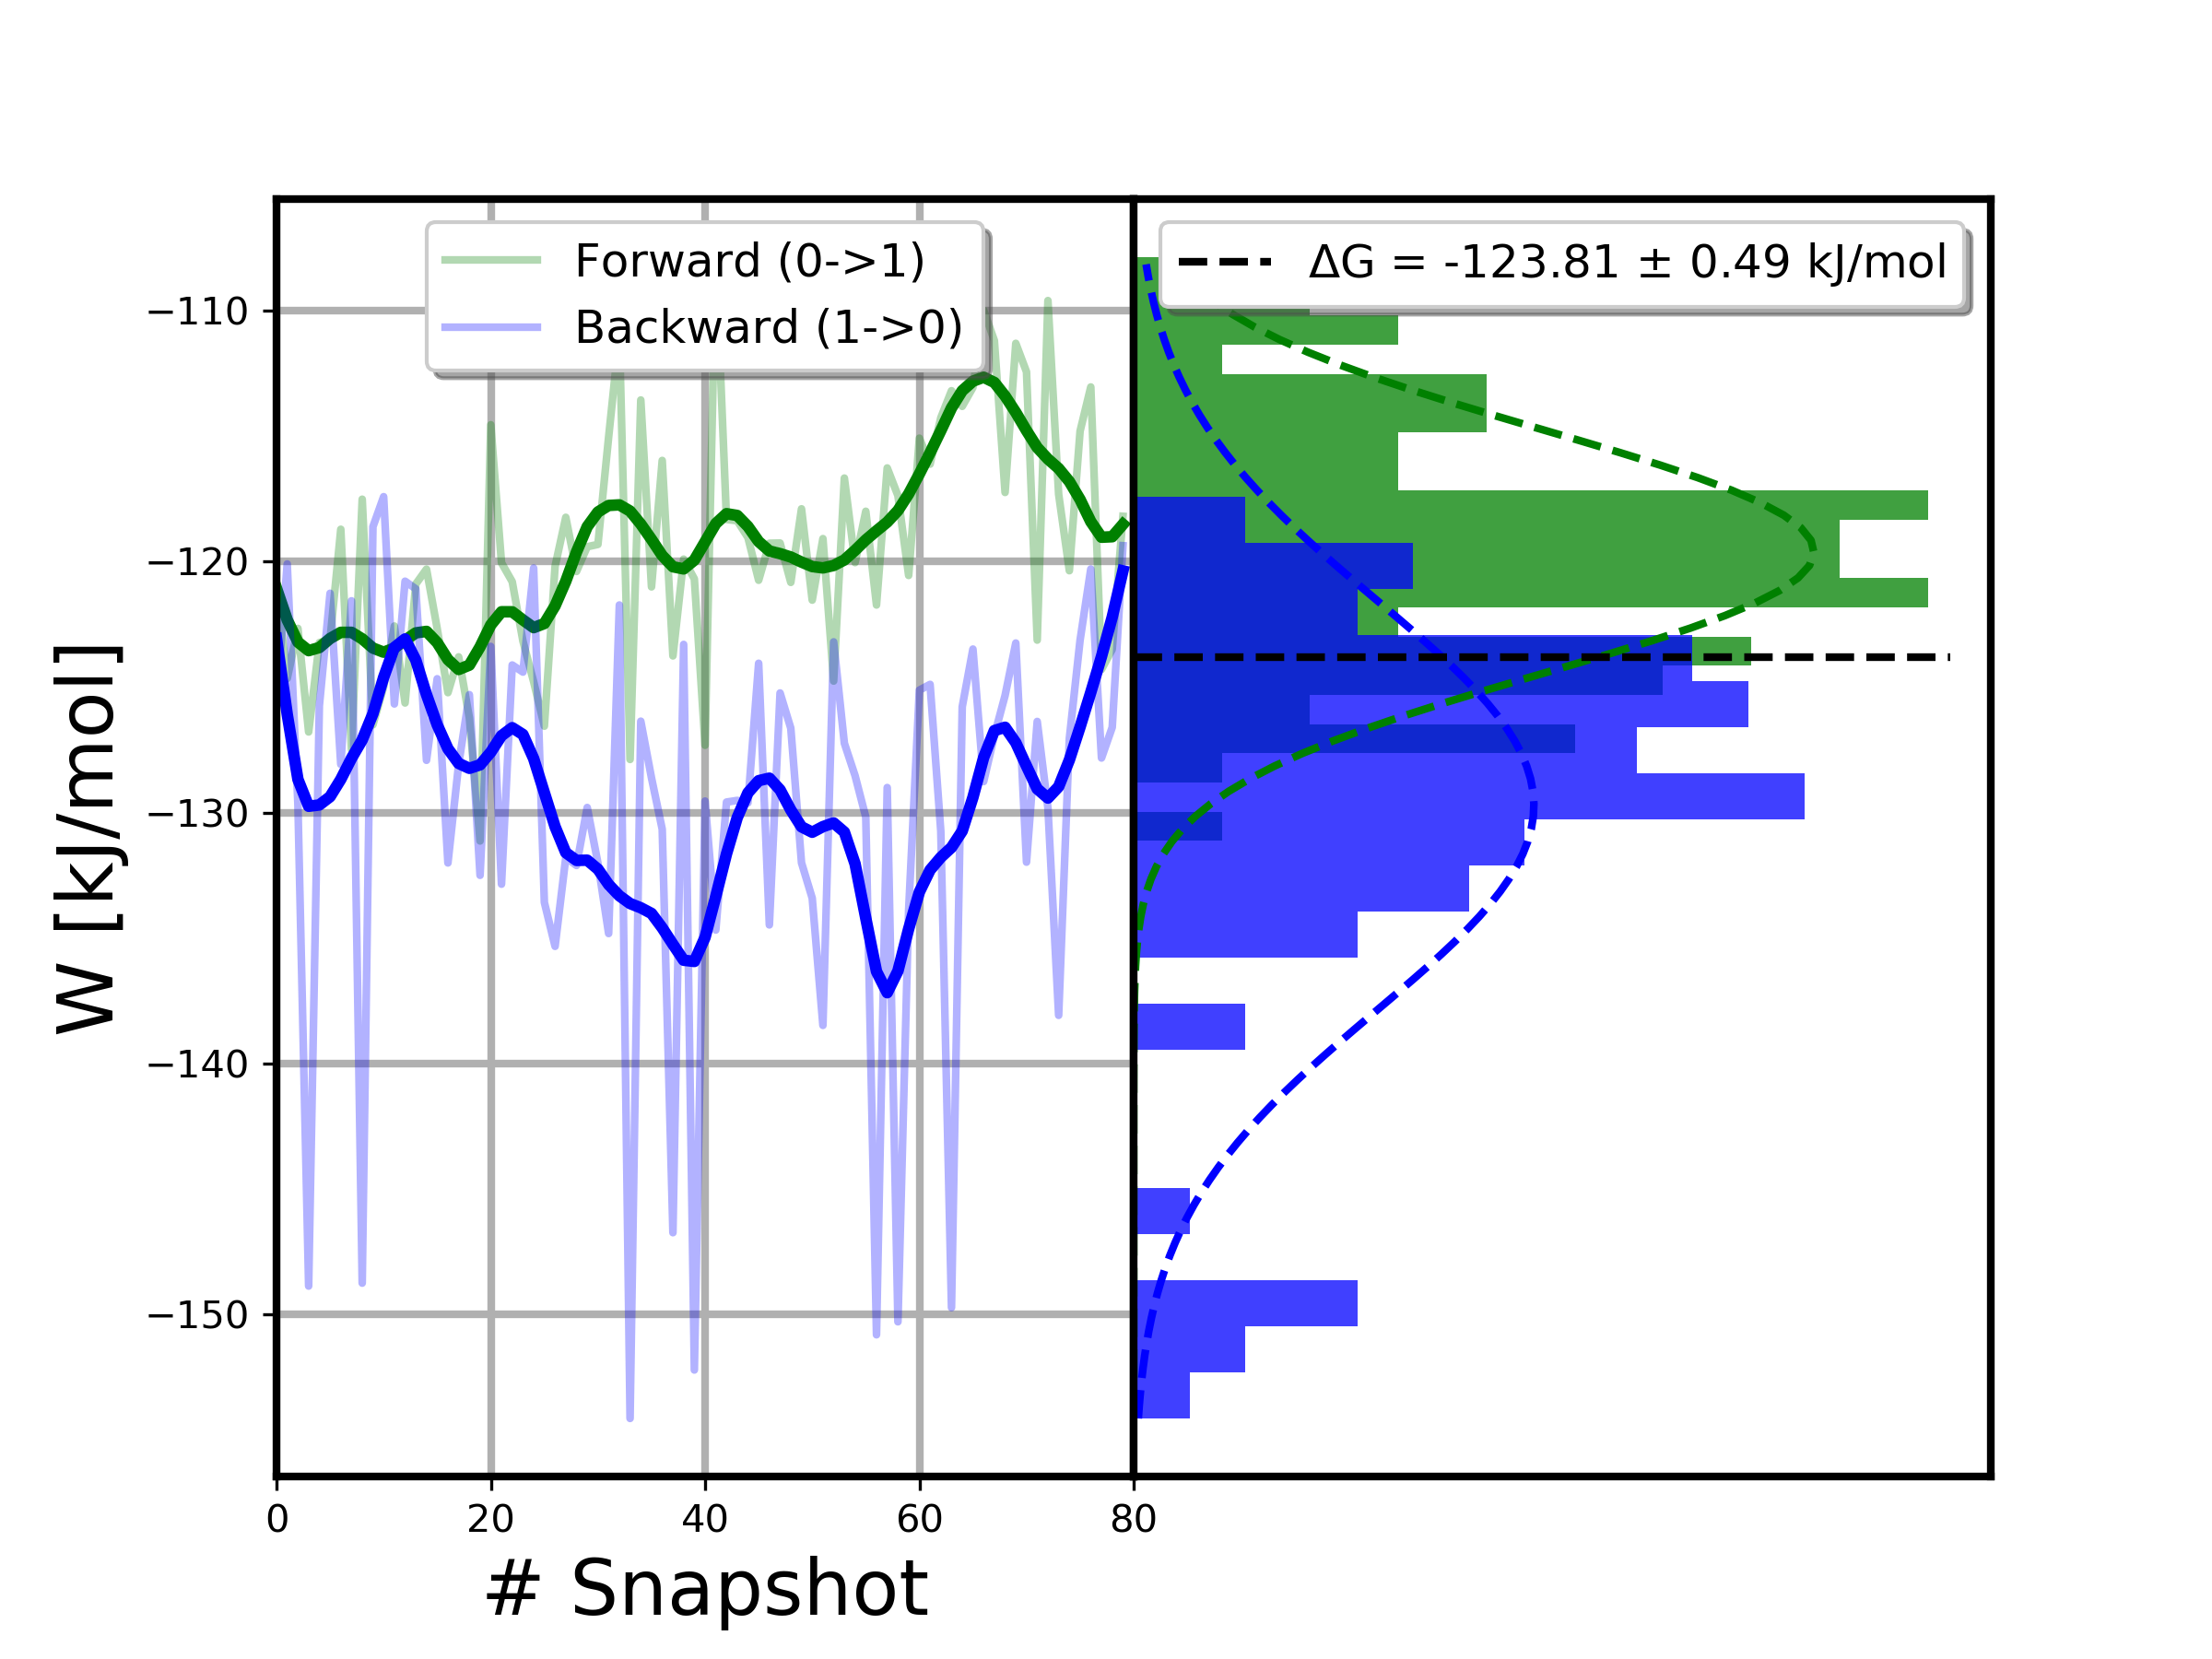 Forward (0->1)
Backward (1->0)
ΔG = -123.81 ± 0.49 kJ/mol
−110
−120
−130
−140
−150
W [kJ/mol]
0 20 40 60 80
# Snapshot